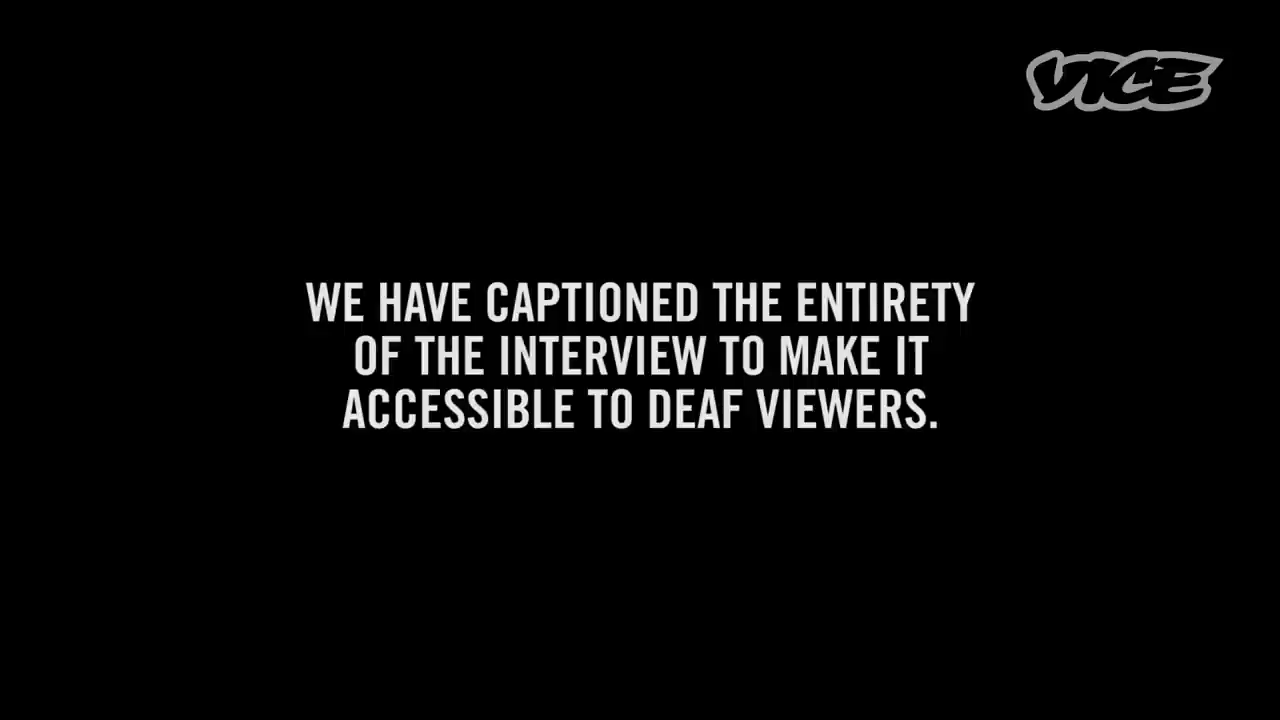 VICE
WE HAVE CAPTIONED THE ENTIRETY
OF THE INTERVIEW TO MAKE IT
ACCESSIBLE TO DEAF VIEWERS.